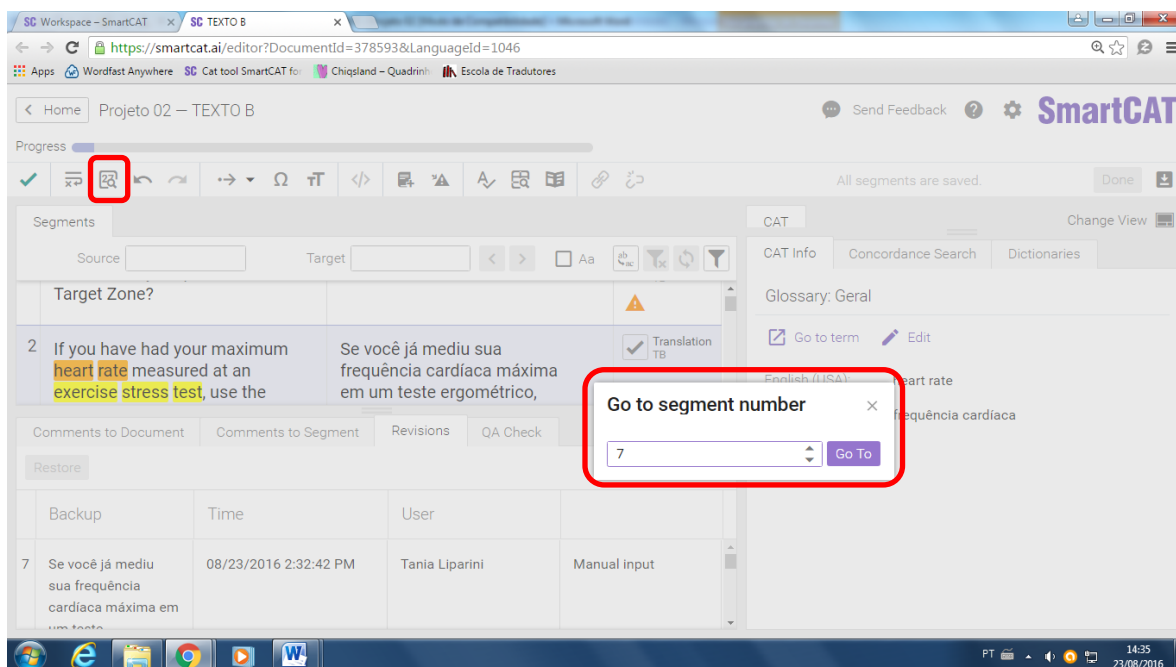 SC Workspace – SmartCAT
SC TEXTO B
https://smartcat.ai/editor?DocumentId=378593&LanguageId=1046
Apps Wordfast Anywhere SC Cat tool SmartCAT for Chiqsland – Quadrinh Escola de Tradutores
Home Projeto 02 — TEXTO B Send Feedback SmartCAT
Progress
All segments are saved. Done
Segments CAT Change View
Source Target Aa CAT Info Concordance Search Dictionaries
Target Zone? Glossary: Geral
Go to term Edit
2 If you have had your maximum Se você já mediu sua Translation
TB
heart rate measured at an frequência cardíaca máxima English (USA): heart rate
exercise stress test, use the em um teste ergométrico,
frequência cardíaca
Go to segment number
7 Go To
Comments to Document Comments to Segment Revisions QA Check
Restore
Backup Time User
7 Se você já mediu 08/23/2016 2:32:42 PM Tania Liparini Manual input
sua frequência
cardíaca máxima em
um teste
PT 14:35
23/08/2016